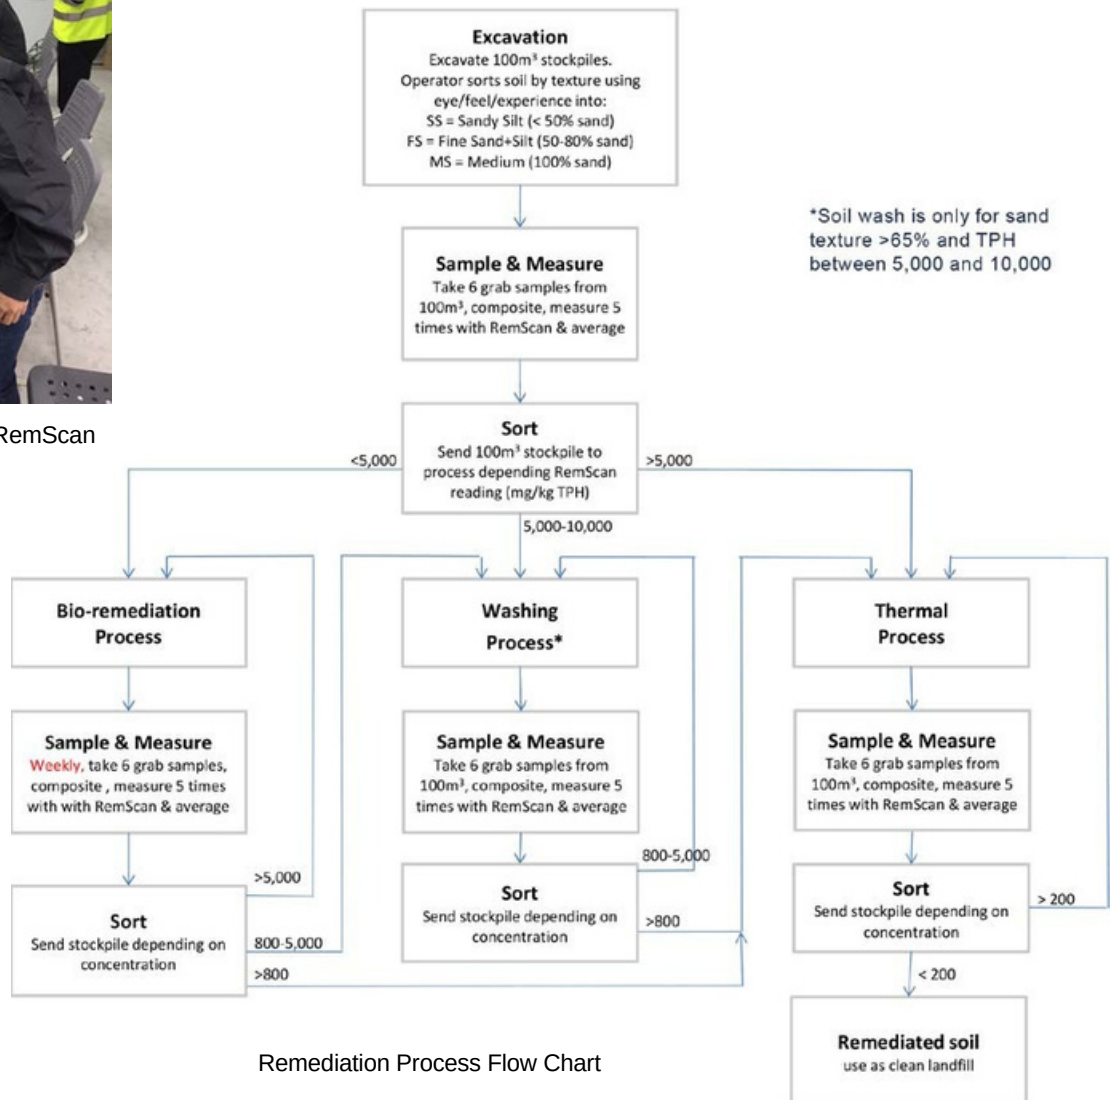 Excavation
Excavate 100m³ stockpiles.
Operator sorts soil by texture using
eye/feel/experience into:
SS = Sandy Silt (< 50% sand)
FS = Fine Sand+Silt (50-80% sand)
MS = Medium (100% sand)
*Soil wash is only for sand
texture >65% and TPH
between 5,000 and 10,000
Sample & Measure
Take 6 grab samples from
100m³, composite, measure 5
times with RemScan & average
RemScan
Sort
Send 100m³ stockpile to
process depending RemScan
reading (mg/kg TPH)
<5,000
>5,000
5,000-10,000
Bio-remediation
Process
Washing
Process*
Thermal
Process
Sample & Measure
Weekly, take 6 grab samples,
composite , measure 5 times
with with RemScan & average
Sample & Measure
Take 6 grab samples from
100m³, composite, measure 5
times with RemScan & average
Sample & Measure
Take 6 grab samples from
100m³, composite, measure 5
times with RemScan & average
Sort
Send stockpile depending on
concentration
>5,000
800-5,000
>800
Sort
Send stockpile depending on
concentration
800-5,000
>800
Sort
Send stockpile depending on
concentration
> 200
< 200
Remediated soil
use as clean landfill
Remediation Process Flow Chart